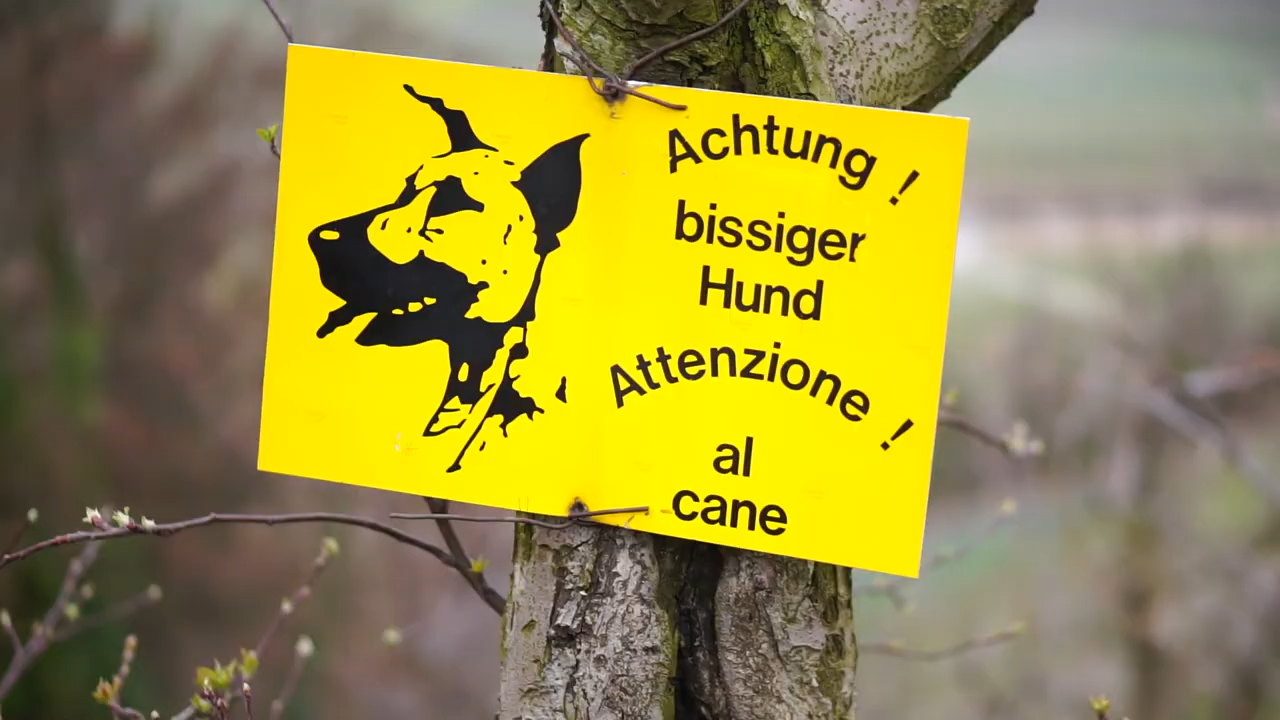 Achtung !
bissiger
Hund
Attenzione !
al
cane